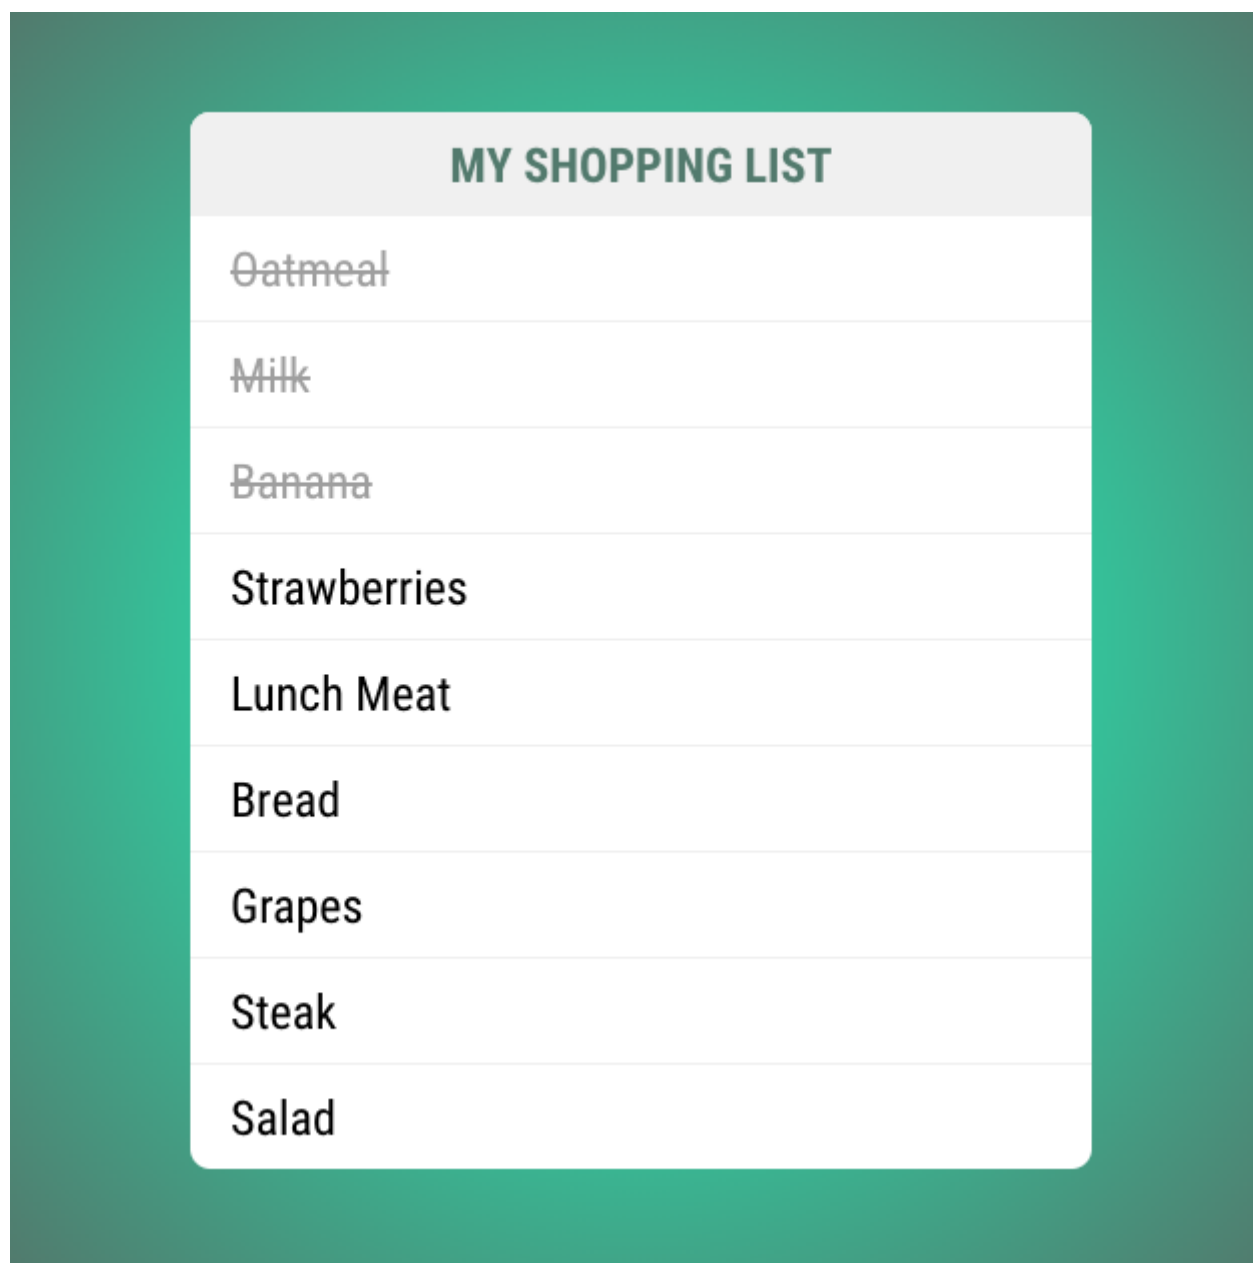 MY SHOPPING LIST
Oatmeal
Milk
Banana
Strawberries
Lunch Meat
Bread
Grapes
Steak
Salad